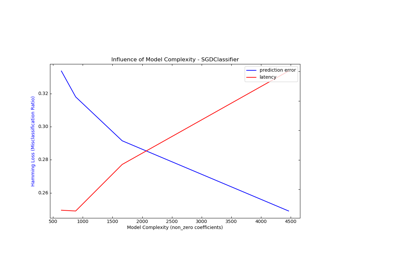 Influence of Model Complexity - SGDClassifier
prediction error
latency
Hamming Loss (Misclassification Ratio)
0.32
0.30
0.28
0.26
500 1000 1500 2000 2500 3000 3500 4000 4500
Model Complexity (non_zero coefficients)